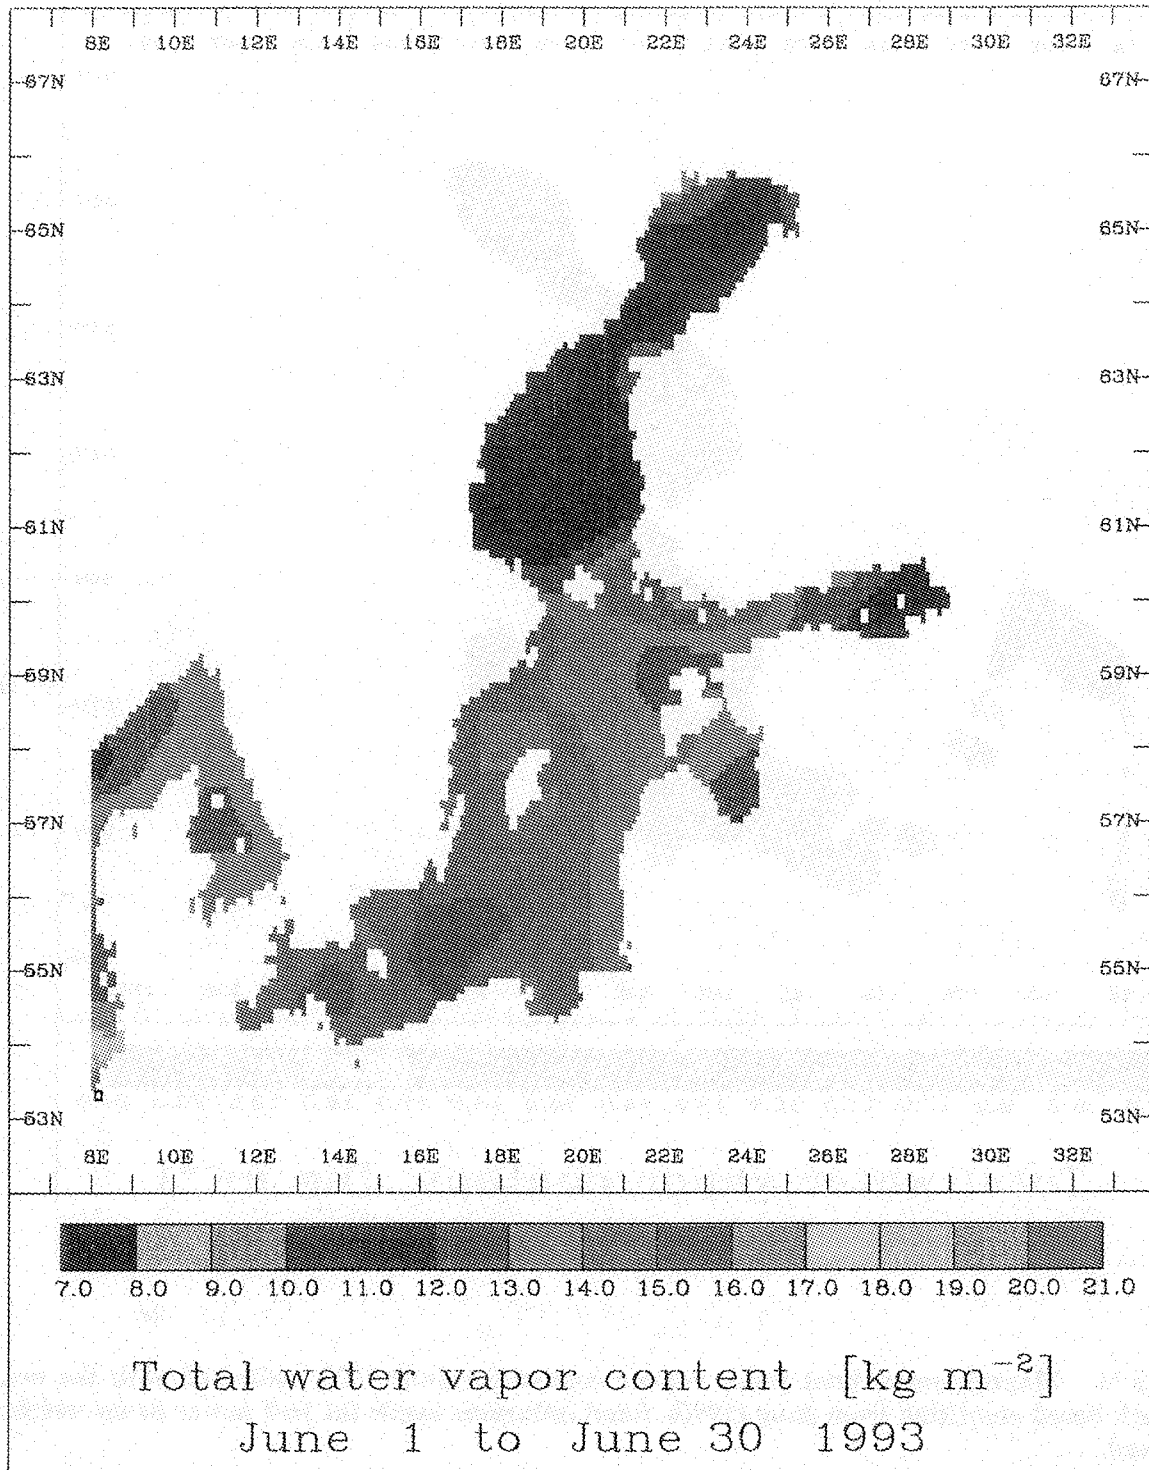 8E 10E 12E 14E 16E 18E 20E 22E 24E 26E 28E 30E 32E
67N 67N
65N 65N
63N 63N
61N 61N
59N 59N
57N 57N
55N 55N
53N 53N
8E 10E 12E 14E 16E 18E 20E 22E 24E 26E 28E 30E 32E
7.0 8.0 9.0 10.0 11.0 12.0 13.0 14.0 15.0 16.0 17.0 18.0 19.0 20.0 21.0
Total water vapor content [kg m⁻²]
June 1 to June 30 1993